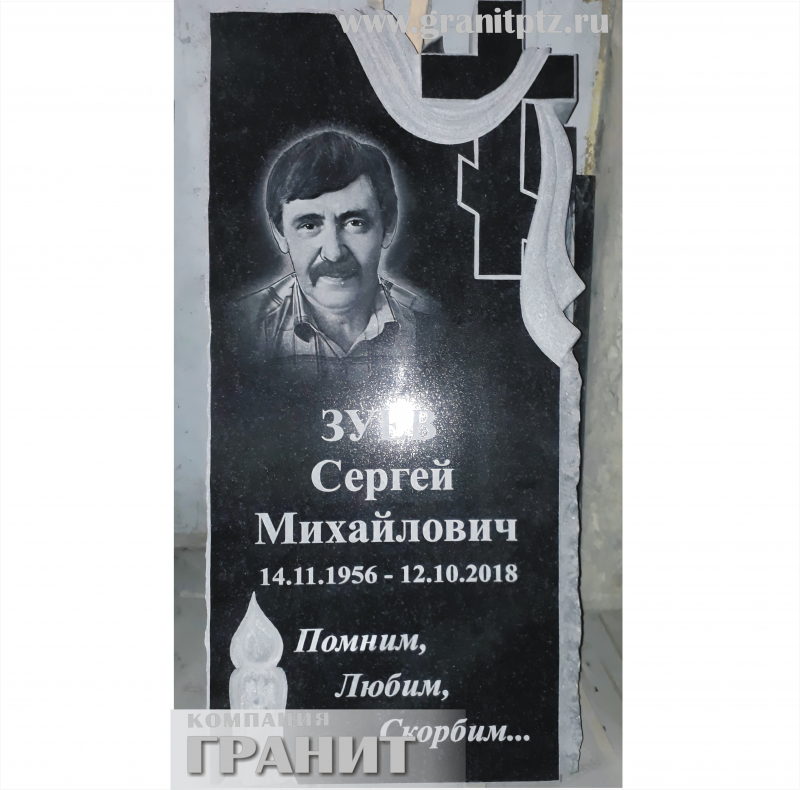 www.granitptz.ru
ЗУЕВ
Сергей
Михайлович
14.11.1956 - 12.10.2018
Помним,
Любим,
Скорбим...
КОМПАНИЯ
ГРАНИТ